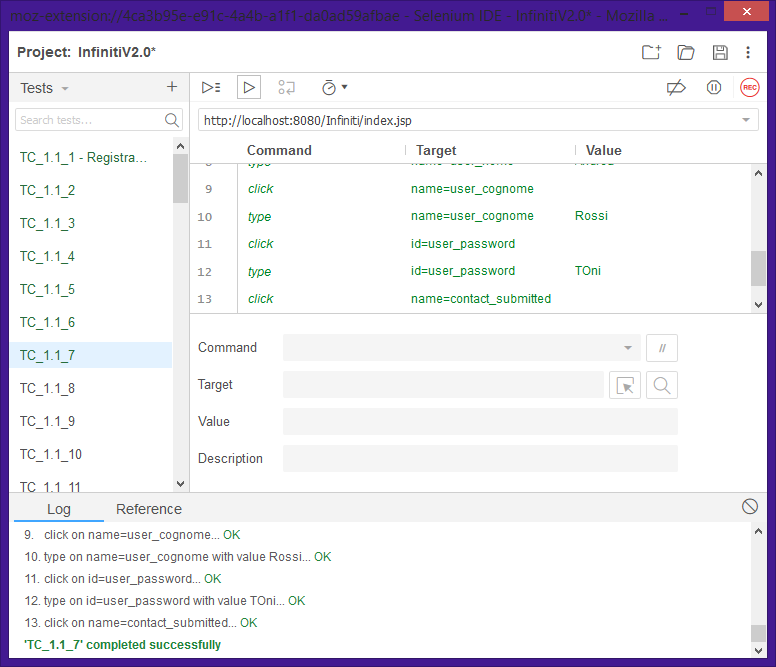 moz-extension://4ca3b95e-e91c-4a4b-a1f1-da0ad59afbae - Selenium IDE - InfinitiV2.0* - Mozilla ...
Project: InfinitiV2.0*
Tests
REC
Search tests...
http://localhost:8080/Infiniti/index.jsp
Command Target Value
TC_1.1_1 - Registra...
TC_1.1_2
TC_1.1_3
TC_1.1_4
TC_1.1_5
TC_1.1_6
TC_1.1_7
TC_1.1_8
TC_1.1_9
TC_1.1_10
TC_1.1_11
8 type name=user_nome Andrea
9 click name=user_cognome
10 type name=user_cognome Rossi
11 click id=user_password
12 type id=user_password TOni
13 click name=contact_submitted
Command //
Target
Value
Description
Log Reference
9. click on name=user_cognome... OK
10. type on name=user_cognome with value Rossi... OK
11. click on id=user_password... OK
12. type on id=user_password with value TOni... OK
13. click on name=contact_submitted... OK
'TC_1.1_7' completed successfully